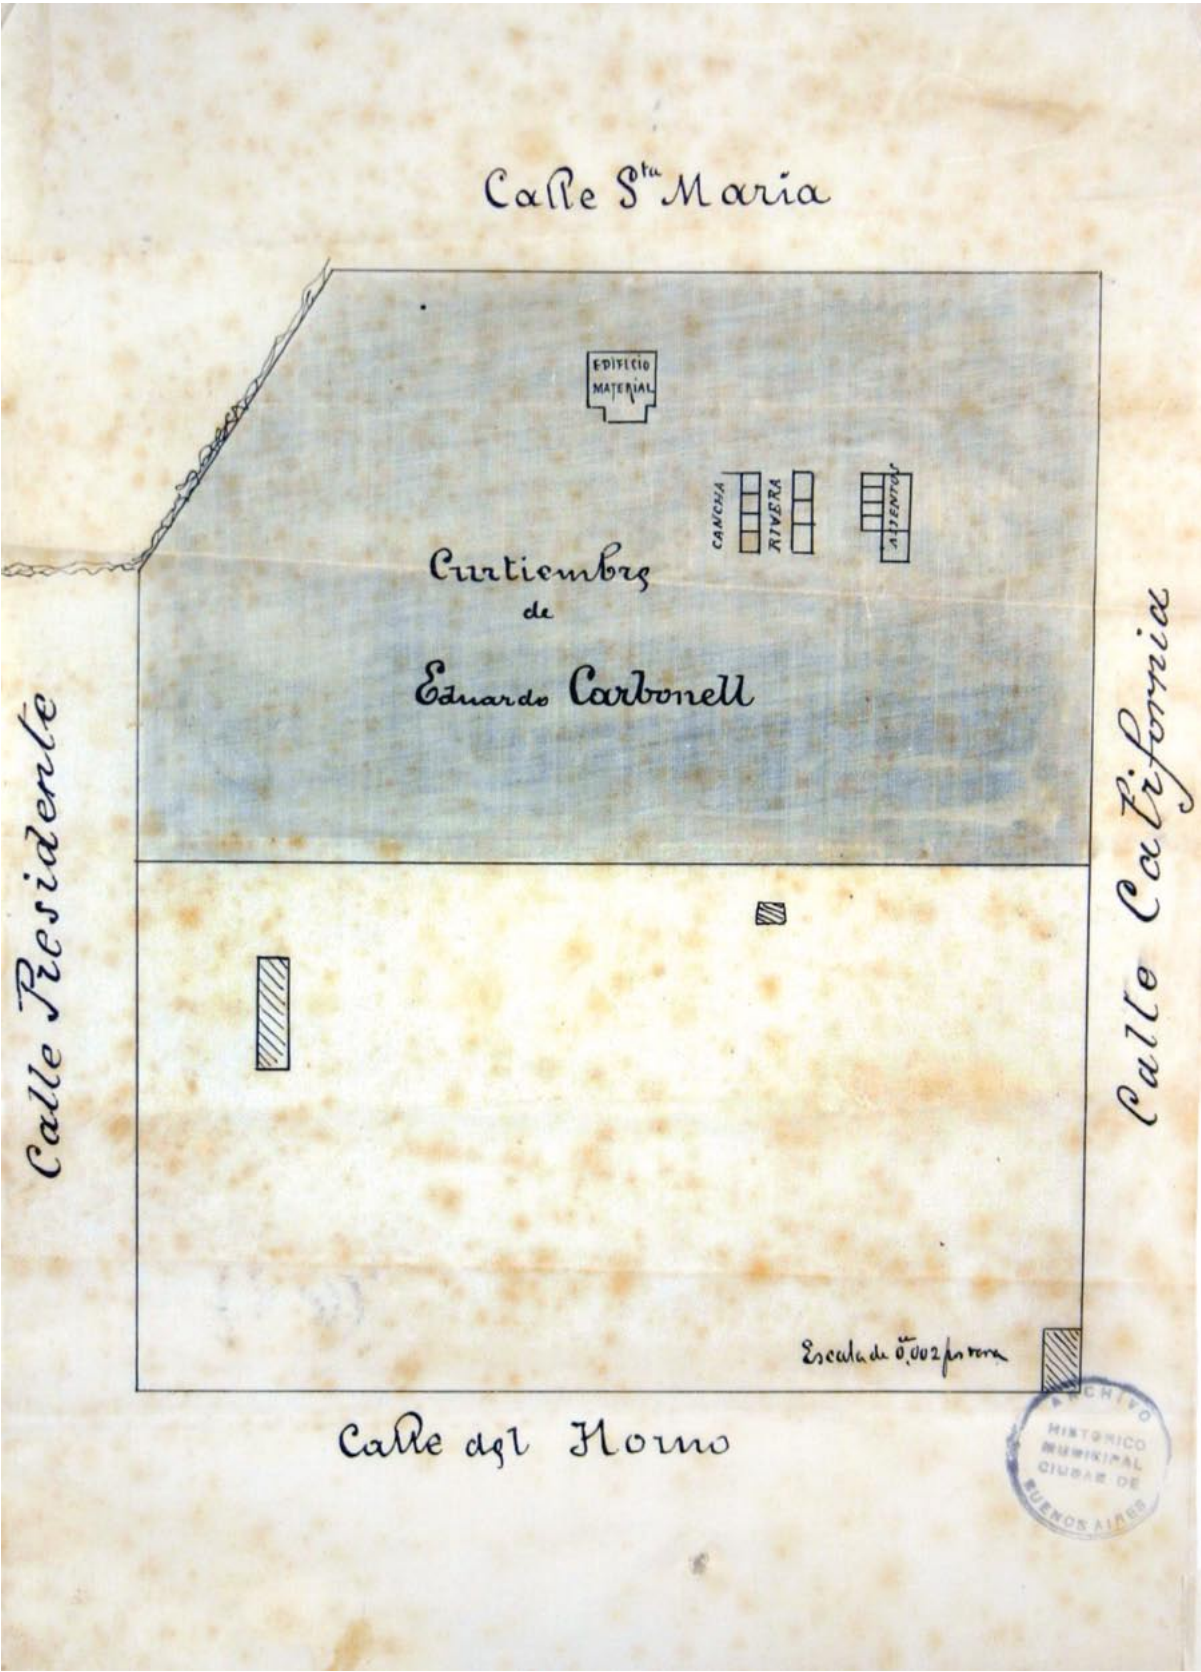 Calle Sta Maria
EDIFICIO
MATERIAL
CANCHA
RIVERA
ASIENTOS
Curtiembre
de
Eduardo Carbonell
Calle Presidente
Calle California
Escala de 0,m002 por vara
Calle del Horno
ARCHIVO
HISTORICO
MUNICIPAL
CIUDAD DE
BUENOS AIRES